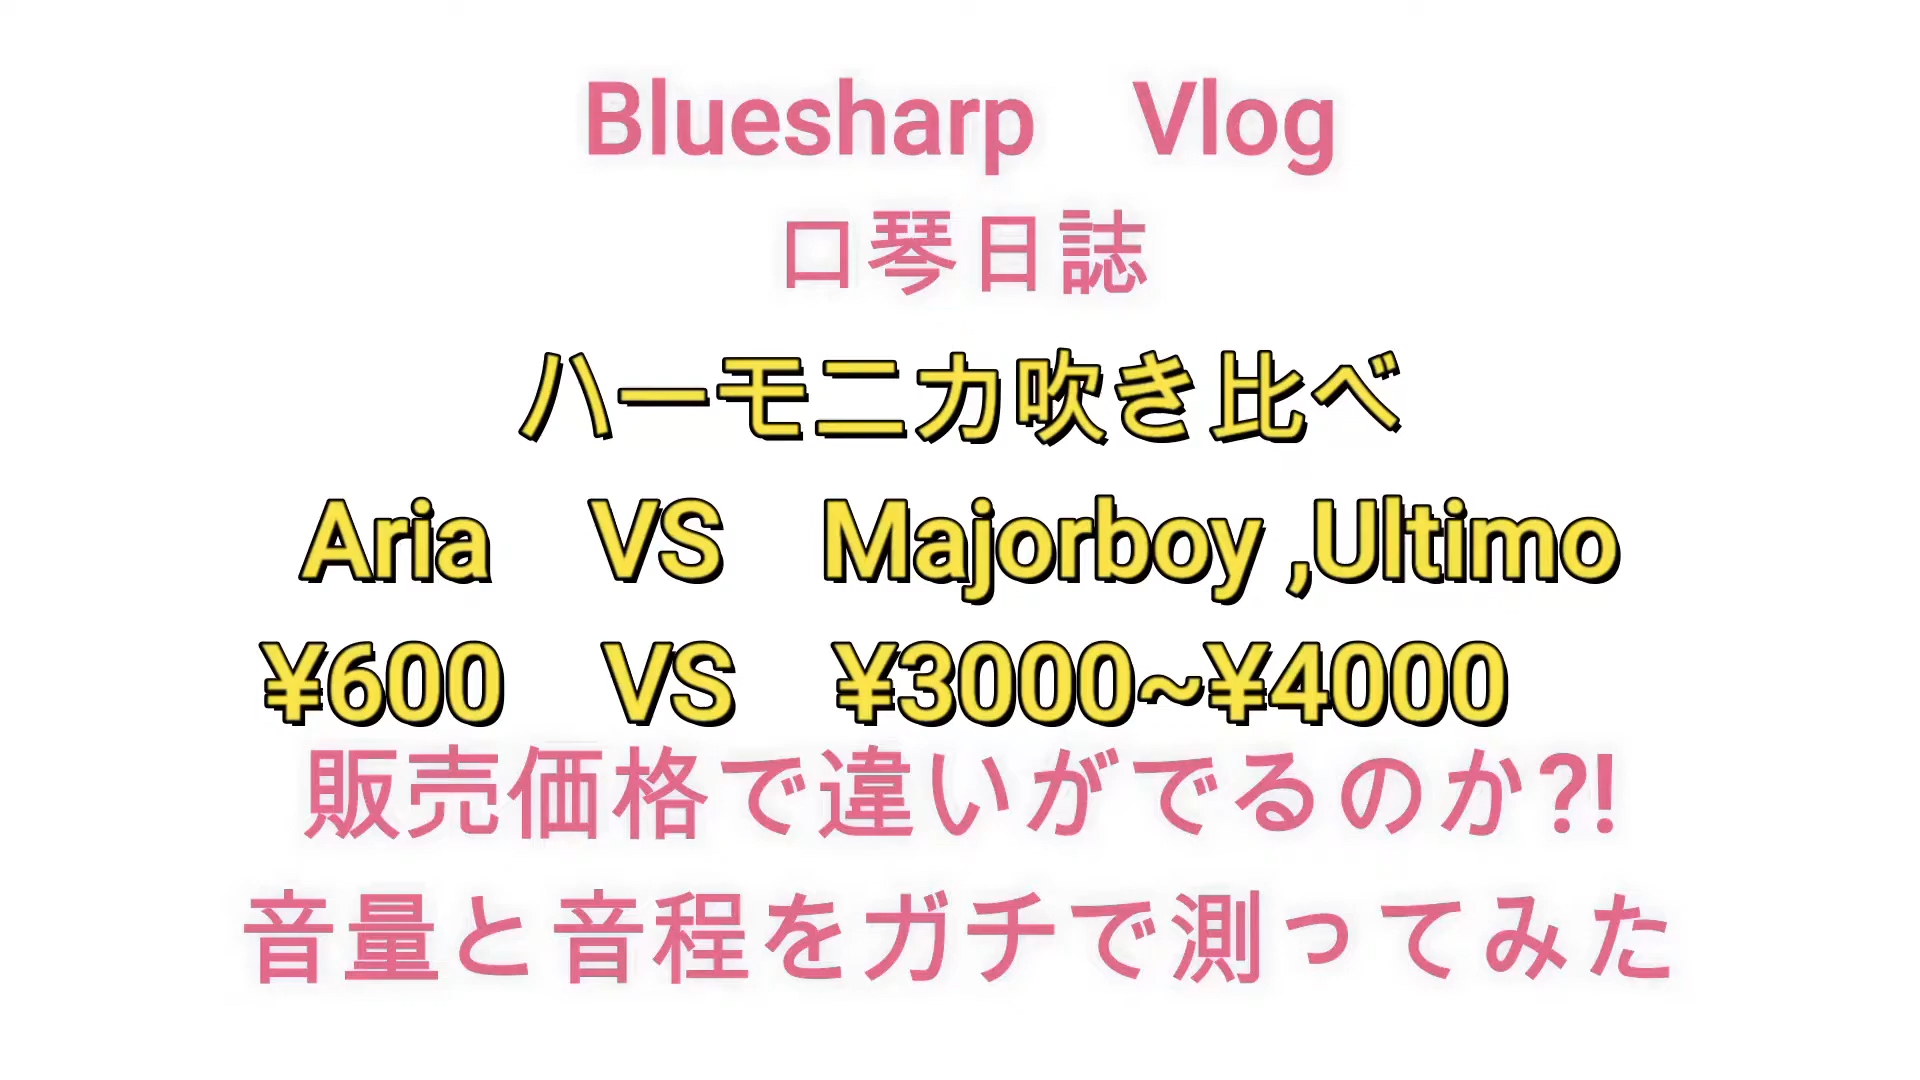 Bluesharp　Vlog
口琴日誌
ハーモニカ吹き比べ
Aria　VS　Majorboy ,Ultimo
¥600　VS　¥3000~¥4000
販売価格で違いがでるのか?!
音量と音程をガチで測ってみた